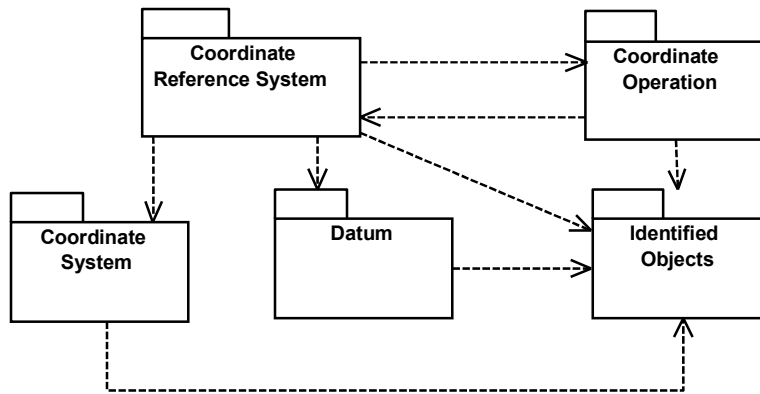 Coordinate
Reference System
Coordinate
Operation
Coordinate
System
Datum
Identified
Objects